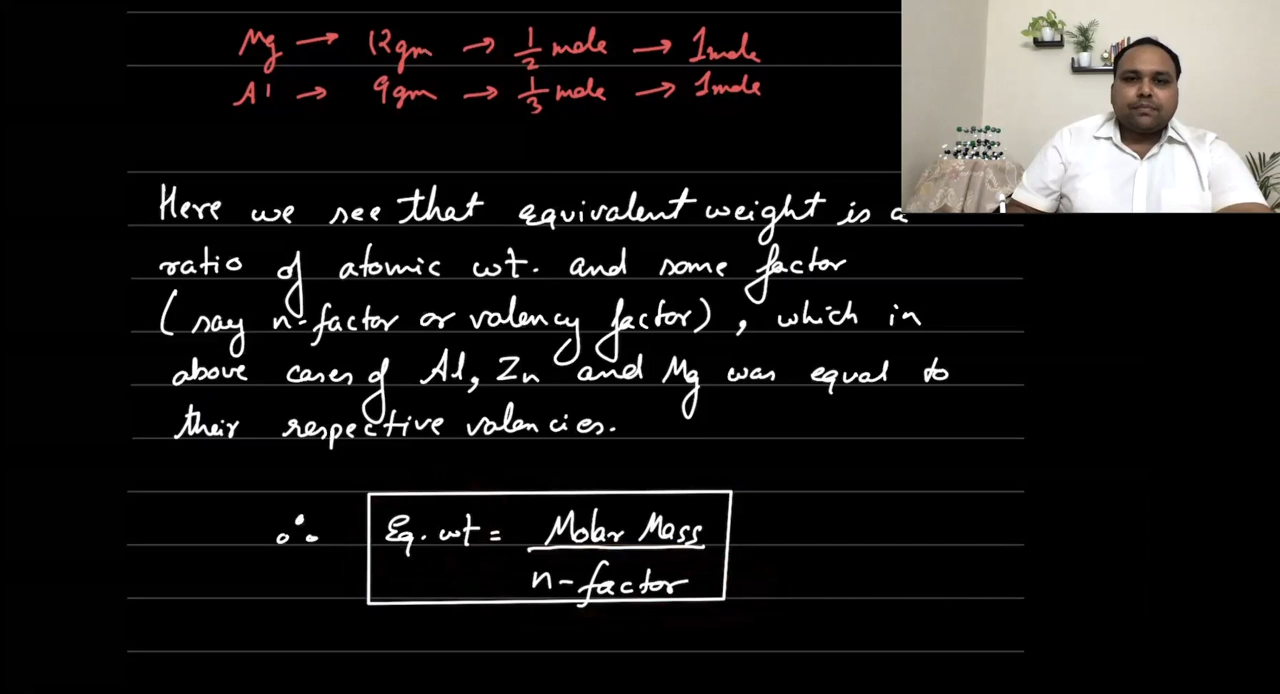 Mg → 12gm → 1/2 mole → 1mole
Al → 9gm → 1/3 mole → 1mole
Here we see that equivalent weight is a
ratio of atomic wt. and some factor
(say n-factor or valency factor), which in
above cases of Al, Zn and Mg was equal to
their respective valencies.
∴ Eq. wt = Molar Mass / n-factor